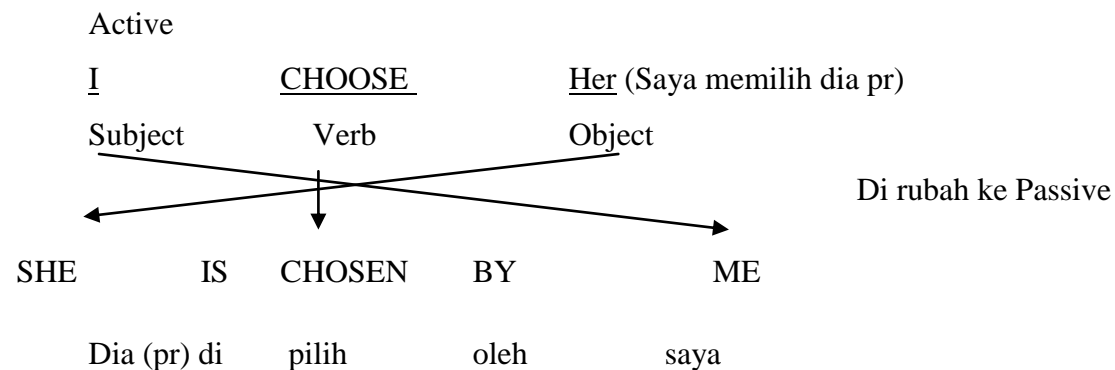 Active
I CHOOSE Her (Saya memilih dia pr)
Subject Verb Object
Di rubah ke Passive
SHE IS CHOSEN BY ME
Dia (pr) di pilih oleh saya